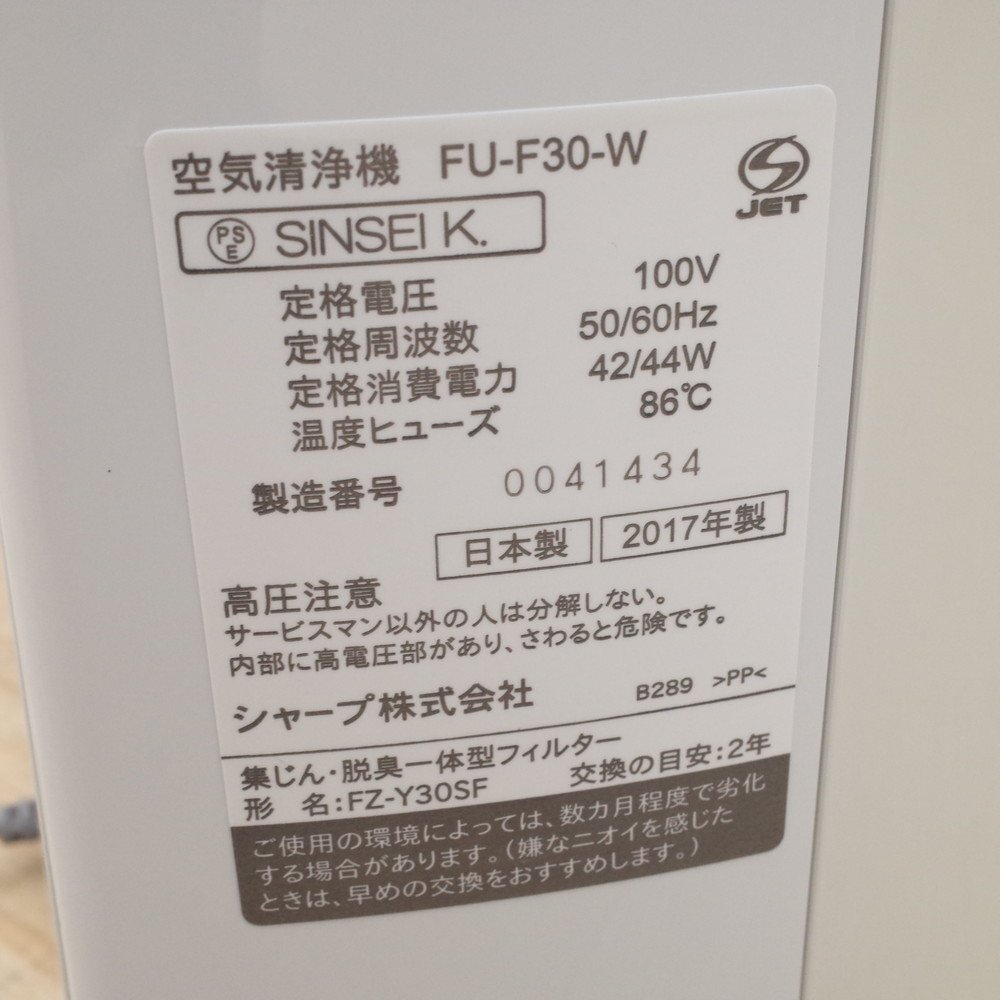 空気清浄機 FU-F30-W
JET
PSE SINSEI K.
定格電圧 100V
定格周波数 50/60Hz
定格消費電力 42/44W
温度ヒューズ 86℃
製造番号 0041434
日本製 2017年製
高圧注意
サービスマン以外の人は分解しない。
内部に高電圧部があり、さわると危険です。
シャープ株式会社 B289 >PP<
集じん・脱臭一体型フィルター
形 名:FZ-Y30SF 交換の目安:2年
ご使用の環境によっては、数カ月程度で劣化
する場合があります。(嫌なニオイを感じた
ときは、早めの交換をおすすめします。)